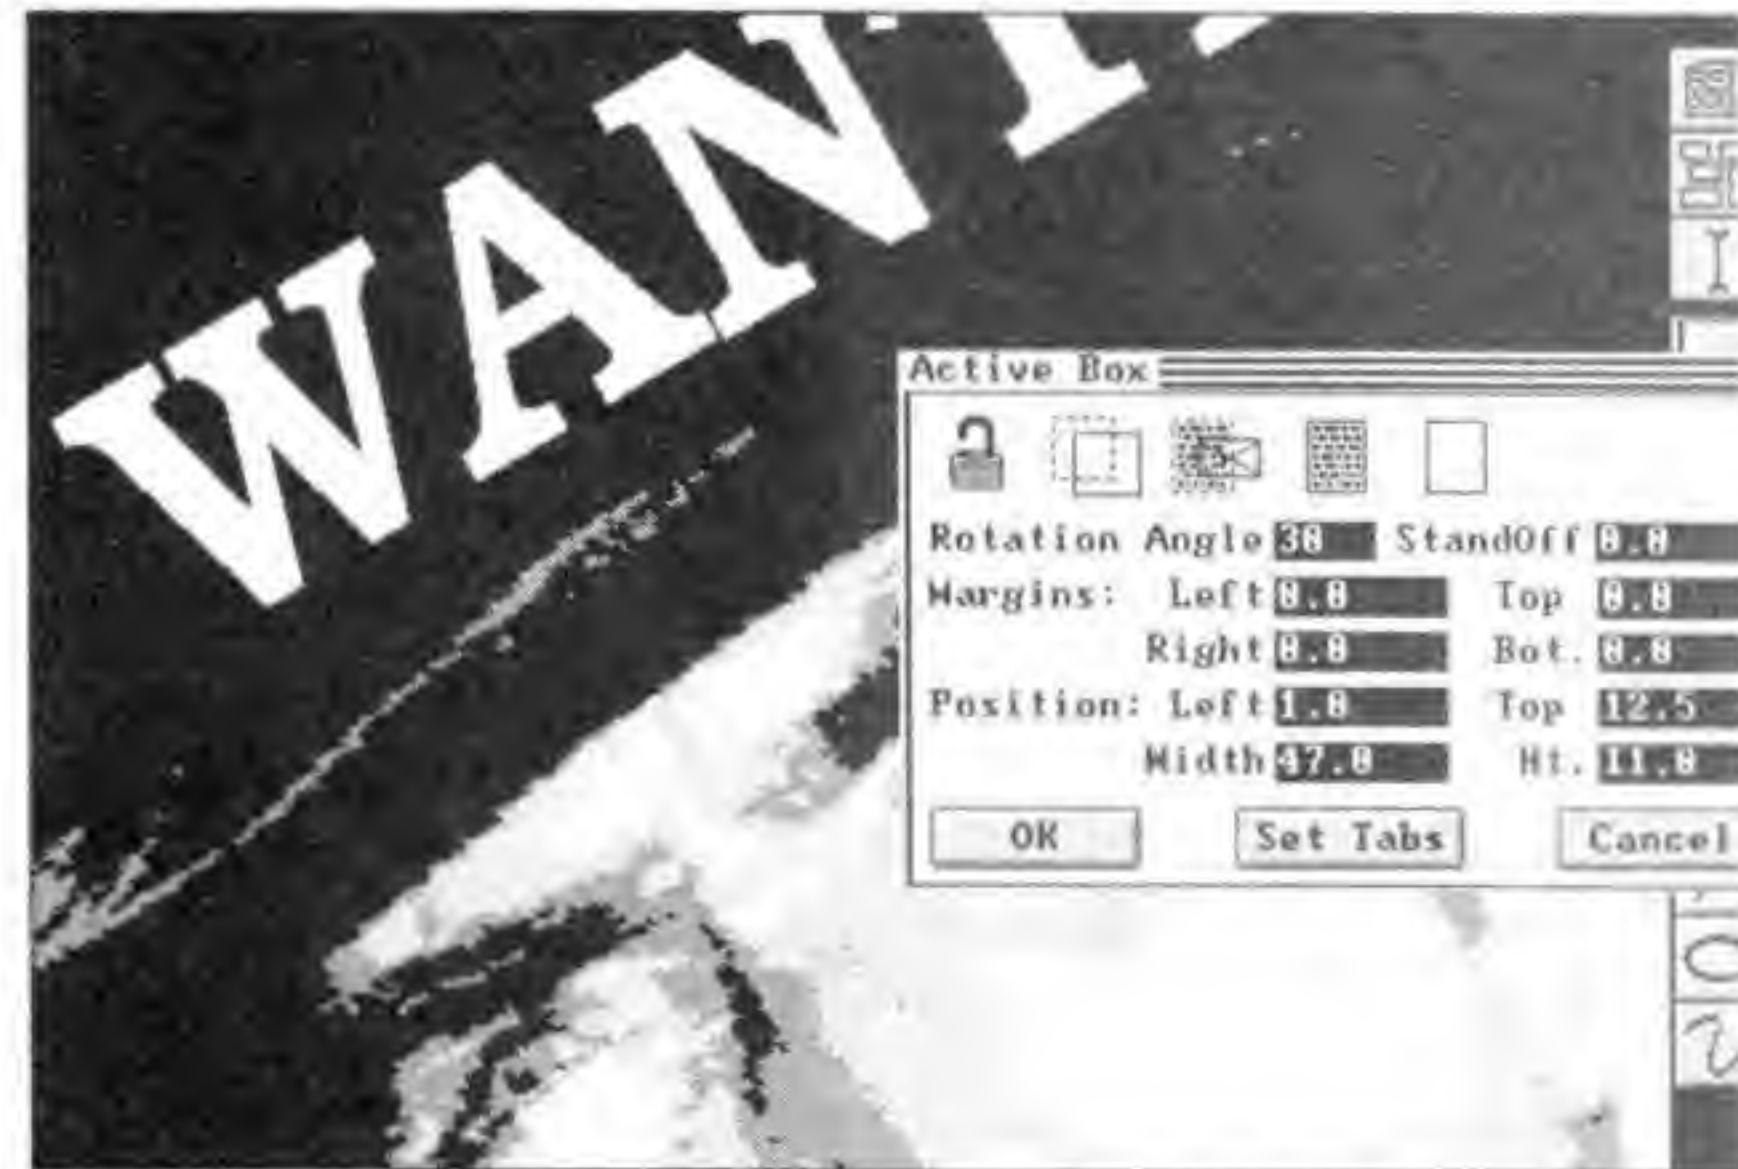 WANT
Active Box
Rotation Angle 30 StandOff 0.0
Margins: Left 0.0 Top 0.0
Right 0.0 Bot. 0.0
Position: Left 1.0 Top 12.5
Width 47.0 Ht. 11.0
OK Set Tabs Cancel